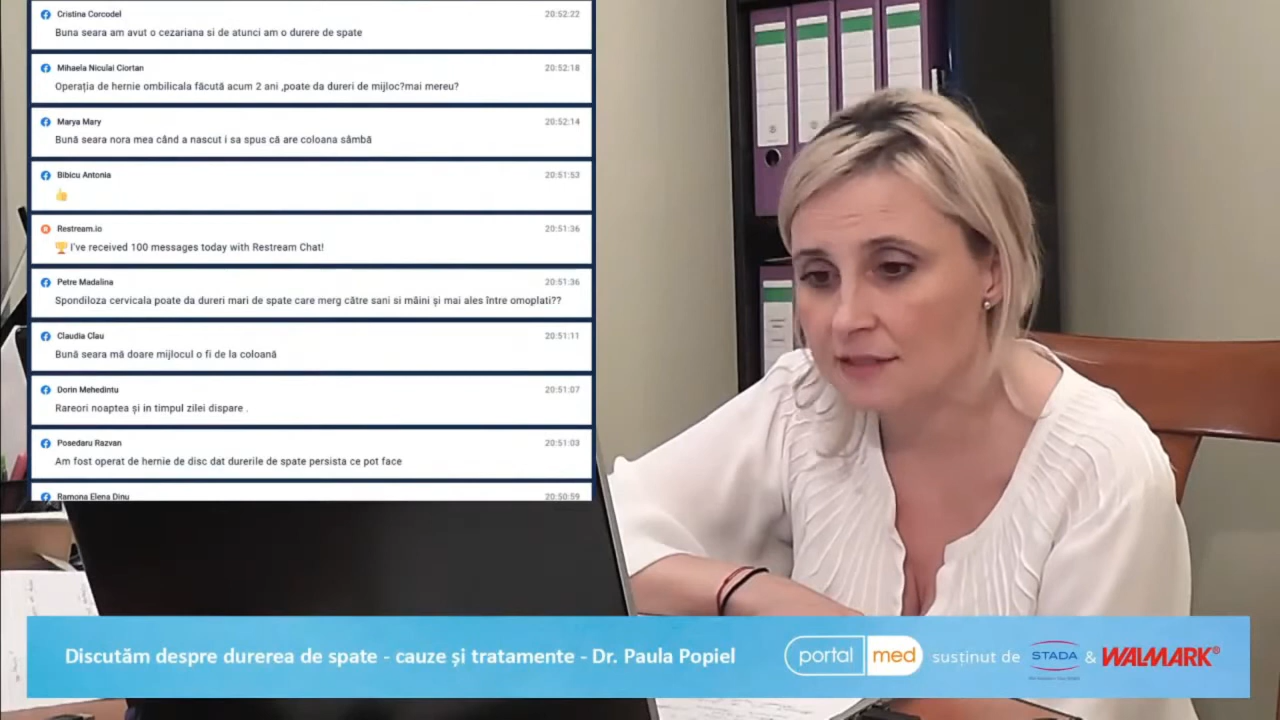 Cristina Corcodel 20:52:22
Buna seara am avut o cezariana si de atunci am o durere de spate
Mihaela Niculai Ciortan 20:52:18
Operația de hernie ombilicala făcută acum 2 ani ,poate da dureri de mijloc?mai mereu?
Marya Mary 20:52:14
Bună seara nora mea când a nascut i sa spus că are coloana sâmbă
Bibicu Antonia 20:51:53
👍
Restream.io 20:51:36
🏆 I've received 100 messages today with Restream Chat!
Petre Madalina 20:51:36
Spondiloza cervicala poate da dureri mari de spate care merg către sani si mâini și mai ales între omoplati??
Claudia Clau 20:51:11
Bună seara mă doare mijlocul o fi de la coloană
Dorin Mehedintu 20:51:07
Rareori noaptea și in timpul zilei dispare .
Posedaru Razvan 20:51:03
Am fost operat de hernie de disc dat durerile de spate persista ce pot face
Ramona Elena Dinu 20:50:59
Discutăm despre durerea de spate - cauze și tratamente - Dr. Paula Popiel
portal med susținut de STADA & WALMARK®